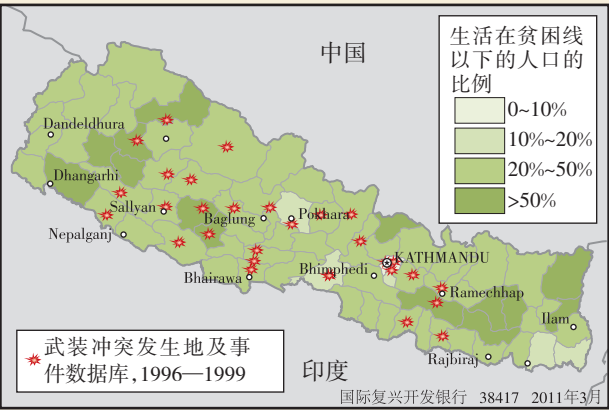 中国
生活在贫困线
以下的人口的
比例
0~10%
10%~20%
20%~50%
>50%
Dandeldhura
Dhangarhi
Sallyan
Nepalganj
Baglung
Pokhara
Bhairawa
Bhimphedi
KATHMANDU
Ramechhap
Ilam
Rajbiraj
武装冲突发生地及事
件数据库,1996—1999
印度
国际复兴开发银行 38417 2011年3月